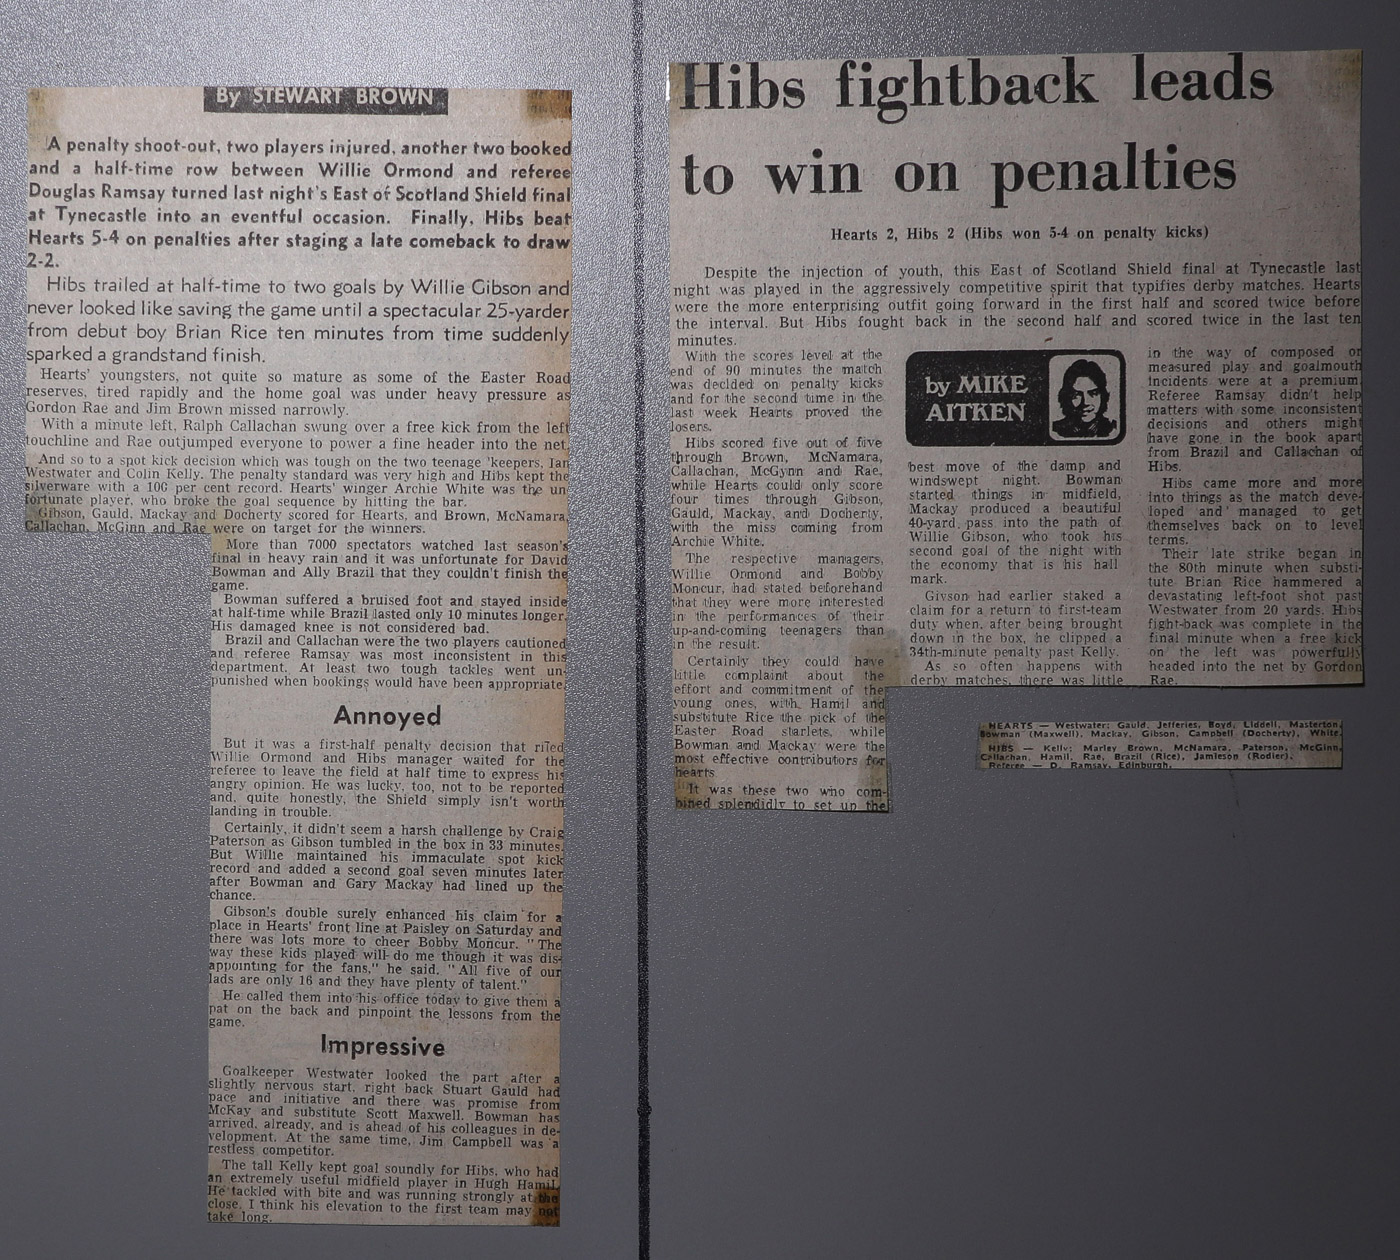 By STEWART BROWN
A penalty shoot-out, two players injured, another two booked
and a half-time row between Willie Ormond and referee
Douglas Ramsay turned last night's East of Scotland Shield final
at Tynecastle into an eventful occasion. Finally, Hibs beat
Hearts 5-4 on penalties after staging a late comeback to draw
2-2.
Hibs trailed at half-time to two goals by Willie Gibson and
never looked like saving the game until a spectacular 25-yarder
from debut boy Brian Rice ten minutes from time suddenly
sparked a grandstand finish.
Hearts' youngsters, not quite so mature as some of the Easter Road
reserves, tired rapidly and the home goal was under heavy pressure as
Gordon Rae and Jim Brown missed narrowly.
With a minute left, Ralph Callachan swung over a free kick from the left
touchline and Rae outjumped everyone to power a fine header into the net.
And so to a spot kick decision which was tough on the two teenage 'keepers, Ian
Westwater and Colin Kelly. The penalty standard was very high and Hibs kept the
silverware with a 100 per cent record. Hearts' winger Archie White was the un
fortunate player, who broke the goal sequence by hitting the bar.
Gibson, Gauld, Mackay and Docherty scored for Hearts, and Brown, McNamara,
Callachan, McGinn and Rae were on target for the winners.
More than 7000 spectators watched last season's
final in heavy rain and it was unfortunate for David
Bowman and Ally Brazil that they couldn't finish the
game.
Bowman suffered a bruised foot and stayed inside
at half-time while Brazil lasted only 10 minutes longer.
His damaged knee is not considered bad.
Brazil and Callachan were the two players cautioned
and referee Ramsay was most inconsistent in this
department. At least two tough tackles went un-
punished when bookings would have been appropriate.
Annoyed
But it was a first-half penalty decision that riled
Willie Ormond and Hibs manager waited for the
referee to leave the field at half time to express his
angry opinion. He was lucky, too, not to be reported
and, quite honestly, the Shield simply isn't worth
landing in trouble.
Certainly, it didn't seem a harsh challenge by Craig
Paterson as Gibson tumbled in the box in 33 minutes.
But Willie maintained his immaculate spot kick
record and added a second goal seven minutes later
after Bowman and Gary Mackay had lined up the
chance.
Gibson's double surely enhanced his claim for a
place in Hearts' front line at Paisley on Saturday and
there was lots more to cheer Bobby Moncur. "The
way these kids played will do me though it was dis-
appointing for the fans," he said. "All five of our
lads are only 16 and they have plenty of talent."
He called them into his office today to give them a
pat on the back and pinpoint the lessons from the
game.
Impressive
Goalkeeper Westwater looked the part after a
slightly nervous start, right back Stuart Gauld had
pace and initiative and there was promise from
McKay and substitute Scott Maxwell. Bowman has
arrived, already, and is ahead of his colleagues in de-
velopment. At the same time, Jim Campbell was a
restless competitor.
The tall Kelly kept goal soundly for Hibs, who had
an extremely useful midfield player in Hugh Hamil.
He tackled with bite and was running strongly at the
close. I think his elevation to the first team may not
take long.
Hibs fightback leads
to win on penalties
Hearts 2, Hibs 2 (Hibs won 5-4 on penalty kicks)
Despite the injection of youth, this East of Scotland Shield final at Tynecastle last
night was played in the aggressively competitive spirit that typifies derby matches. Hearts
were the more enterprising outfit going forward in the first half and scored twice before
the interval. But Hibs fought back in the second half and scored twice in the last ten
minutes.
With the scores level at the
end of 90 minutes the match
was decided on penalty kicks
and for the second time in the
last week Hearts proved the
losers.
Hibs scored five out of five
through Brown, McNamara,
Callachan, McGynn and Rae,
while Hearts could only score
four times through Gibson,
Gauld, Mackay, and Docherty,
with the miss coming from
Archie White.
The respective managers,
Willie Ormond and Bobby
Moncur, had stated beforehand
that they were more interested
in the performances of their
up-and-coming teenagers than
in the result.
Certainly they could have
little complaint about the
effort and commitment of the
young ones, with, Hamil and
substitute Rice the pick of the
Easter Road starlets, while
Bowman and Mackay were the
most effective contributors for
hearts
It was these two who com-
bined splendidly to set up the
by MIKE
AITKEN
best move of the damp and
windswept night. Bowman
started things in midfield,
Mackay produced a beautiful
40-yard pass into the path of
Willie Gibson, who took his
second goal of the night with
the economy that is his hall
mark.
Givson had earlier staked a
claim for a return to first-team
duty when, after being brought
down in the box, he clipped a
34th-minute penalty past Kelly.
As so often happens with
derby matches, there was little
in the way of composed or
measured play and goalmouth
incidents were at a premium.
Referee Ramsay didn't help
matters with some inconsistent
decisions and others might
have gone in the book apart
from Brazil and Callachan of
Hibs.
Hibs came more and more
into things as the match deve-
loped and managed to get
themselves back on to level
terms.
Their late strike began in
the 80th minute when substi-
tute Brian Rice hammered a
devastating left-foot shot past
Westwater from 20 yards. Hibs
fight-back was complete in the
final minute when a free kick
on the left was powerfully
headed into the net by Gordon
Rae.
HEARTS — Westwater; Gauld, Jefferies, Boyd, Liddell, Masterton,
Bowman (Maxwell), Mackay, Gibson, Campbell (Docherty), White.
HIBS — Kelly; Marley Brown, McNamara, Paterson, McGinn,
Callachan, Hamil, Rae, Brazil (Rice), Jamieson (Rodier).
Referee — D. Ramsay, Edinburgh.